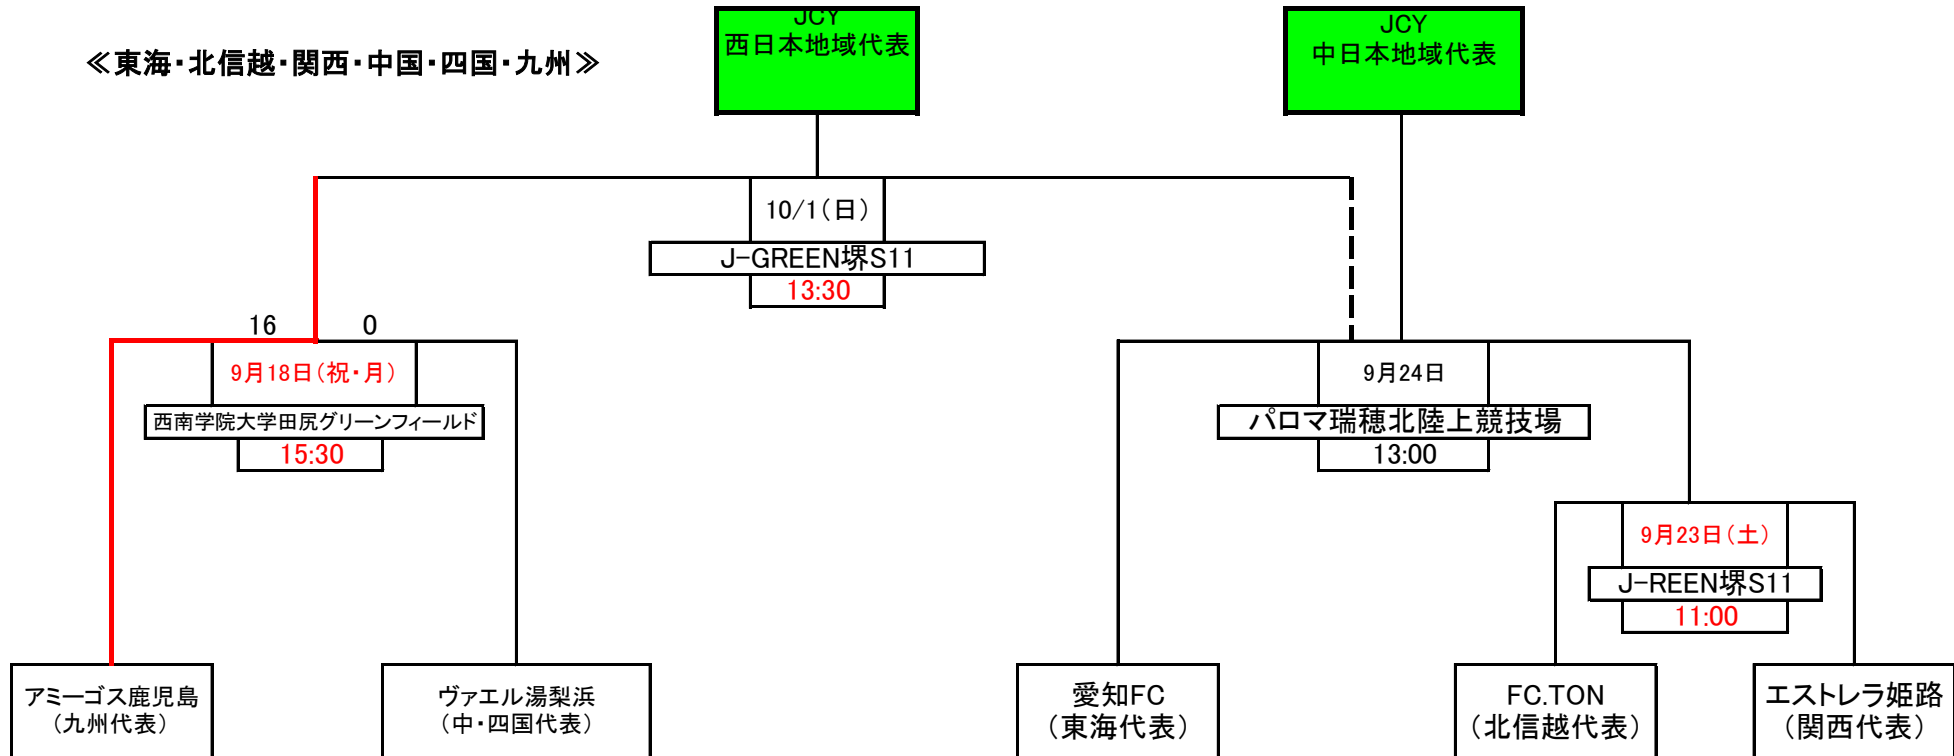 ≪東海・北信越・関西・中国・四国・九州≫
JCY
西日本地域代表
JCY
中日本地域代表
10/1(日)
J-GREEN堺S11
13:30
16 0
9月18日(祝・月)
西南学院大学田尻グリーンフィールド
15:30
9月24日
パロマ瑞穂北陸上競技場
13:00
9月23日(土)
J-REEN堺S11
11:00
アミーゴス鹿児島
(九州代表)
ヴァエル湯梨浜
(中・四国代表)
愛知FC
(東海代表)
FC.TON
(北信越代表)
エストレラ姫路
(関西代表)